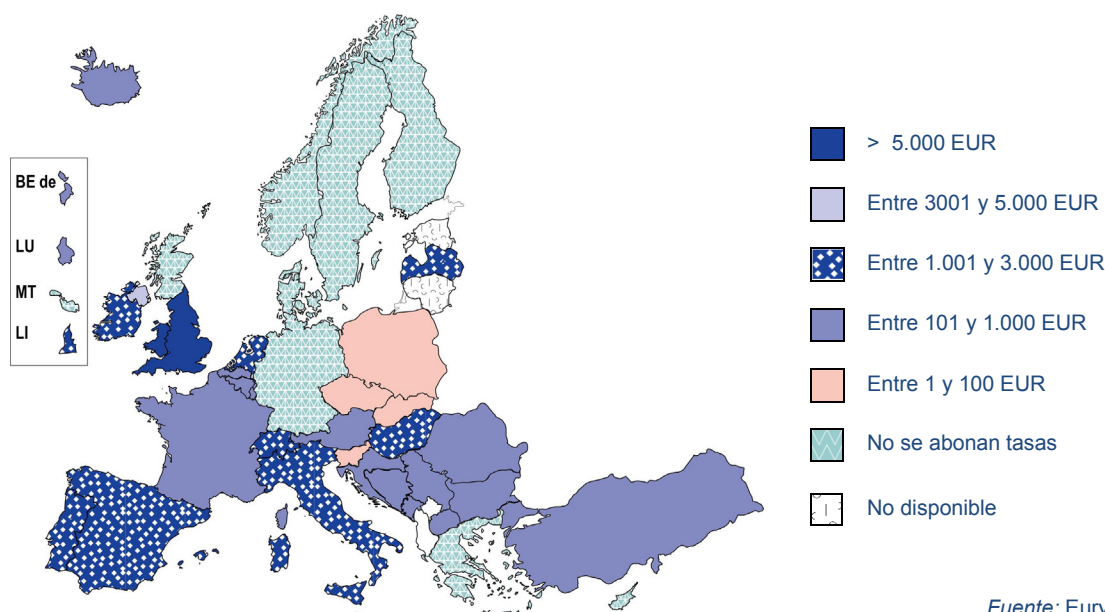 BE de
LU
MT
LI
> 5.000 EUR
Entre 3001 y 5.000 EUR
Entre 1.001 y 3.000 EUR
Entre 101 y 1.000 EUR
Entre 1 y 100 EUR
No se abonan tasas
No disponible
Fuente: Eury